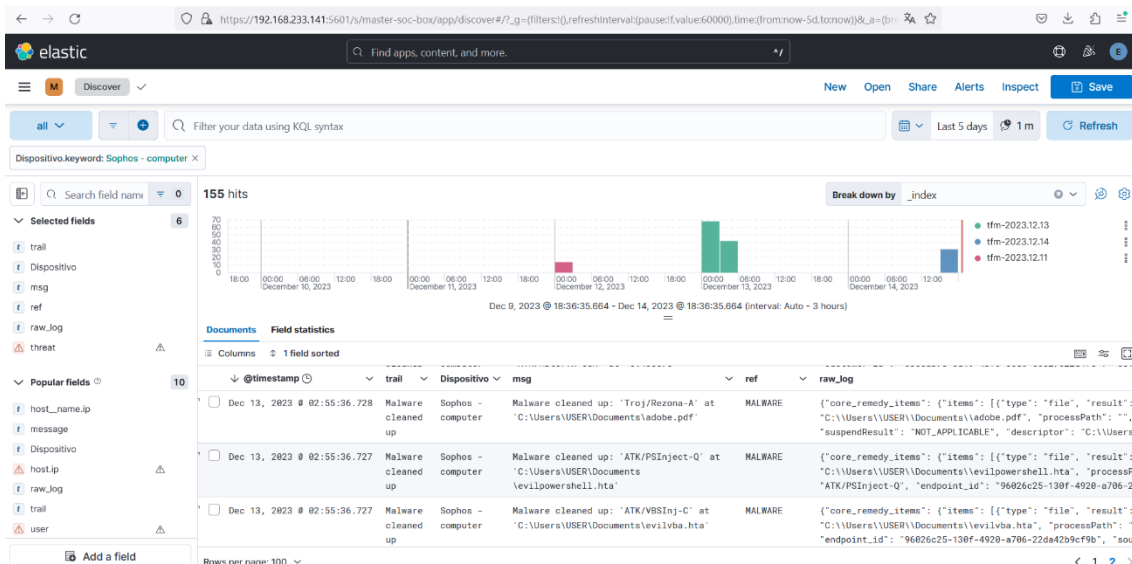 https://192.168.233.141:5601/s/master-soc-box/app/discover#/?_g=(filters:!(),refreshInterval:(pause:!f,value:60000),time:(from:now-5d,to:now))&_a=(bre
elastic
Find apps, content, and more.
^/
E
M
Discover
New Open Share Alerts Inspect Save
all
Filter your data using KQL syntax
Last 5 days
1 m
Refresh
Dispositivo.keyword: Sophos - computer ×
Search field name
0
155 hits
Break down by _index
Selected fields 6
trail
Dispositivo
msg
ref
raw_log
threat
Popular fields 10
host__name.ip
message
Dispositivo
host.ip
raw_log
trail
user
Add a field
70
60
50
40
30
20
10
0
18:00 00:00 06:00 12:00 18:00 00:00 06:00 12:00 18:00 00:00 06:00 12:00 18:00 00:00 06:00 12:00 18:00 00:00 06:00 12:00
December 10, 2023 December 11, 2023 December 12, 2023 December 13, 2023 December 14, 2023
tfm-2023.12.13
tfm-2023.12.14
tfm-2023.12.11
Dec 9, 2023 @ 18:36:35.664 - Dec 14, 2023 @ 18:36:35.664 (interval: Auto - 3 hours)
Documents Field statistics
Columns 1 field sorted
@timestamp trail Dispositivo msg ref raw_log
Dec 13, 2023 @ 02:55:36.728 Malware Sophos - Malware cleaned up: 'Troj/Rezona-A' at MALWARE {"core_remedy_items": {"items": [{"type": "file", "result":
cleaned computer 'C:\Users\USER\Documents\adobe.pdf' "C:\\Users\\USER\\Documents\\adobe.pdf", "processPath": "",
up "suspendResult": "NOT_APPLICABLE", "descriptor": "C:\\Users
Dec 13, 2023 @ 02:55:36.727 Malware Sophos - Malware cleaned up: 'ATK/PSInject-Q' at MALWARE {"core_remedy_items": {"items": [{"type": "file", "result":
cleaned computer 'C:\Users\USER\Documents "C:\\Users\\USER\\Documents\\evilpowershell.hta", "processP
up \evilpowershell.hta' "ATK/PSInject-Q", "endpoint_id": "96026c25-130f-4920-a706-2
Dec 13, 2023 @ 02:55:36.727 Malware Sophos - Malware cleaned up: 'ATK/VBSInj-C' at MALWARE {"core_remedy_items": {"items": [{"type": "file", "result":
cleaned computer 'C:\Users\USER\Documents\evilvba.hta' "C:\\Users\\USER\\Documents\\evilvba.hta", "processPath": "
up "endpoint_id": "96026c25-130f-4920-a706-22da42b9cf9b", "sou
Rows per page: 100
1 2